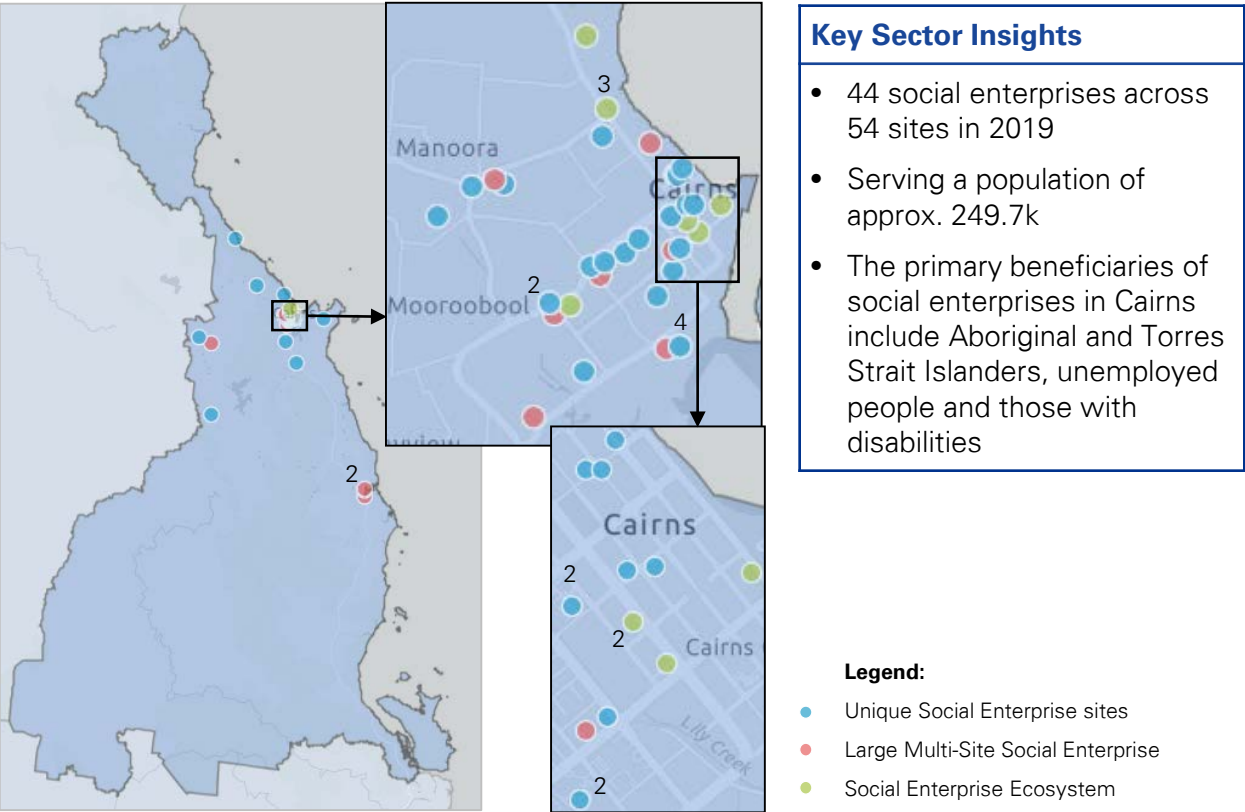 3
Manoora
Cairns
2
Mooroobool
4
2
Cairns
2
2
Cairns
Lilly Creek
2
Key Sector Insights
• 44 social enterprises across
54 sites in 2019
• Serving a population of
approx. 249.7k
• The primary beneficiaries of
social enterprises in Cairns
include Aboriginal and Torres
Strait Islanders, unemployed
people and those with
disabilities
Legend:
Unique Social Enterprise sites
Large Multi-Site Social Enterprise
Social Enterprise Ecosystem